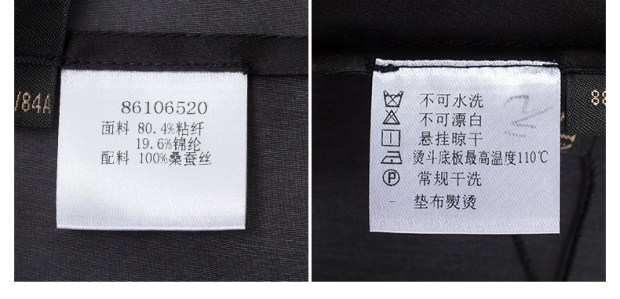 /84A
86106520
面料 80.4%粘纤
19.6%锦纶
配料 100%桑蚕丝
不可水洗
不可漂白
悬挂晾干
熨斗底板最高温度110℃
P 常规干洗
- 垫布熨烫
88